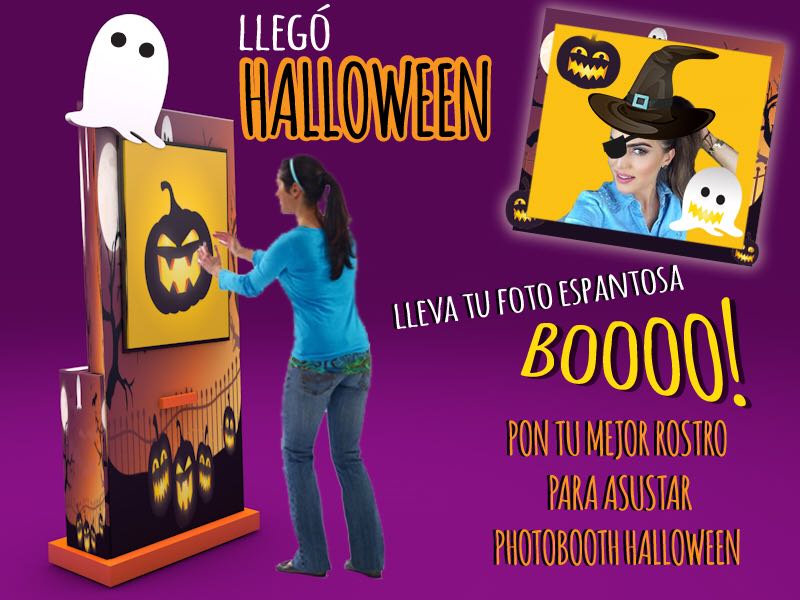 LLEGÓ
HALLOWEEN
LLEVA TU FOTO ESPANTOSA
BOOOO!
PON TU MEJOR ROSTRO
PARA ASUSTAR
PHOTOBOOTH HALLOWEEN